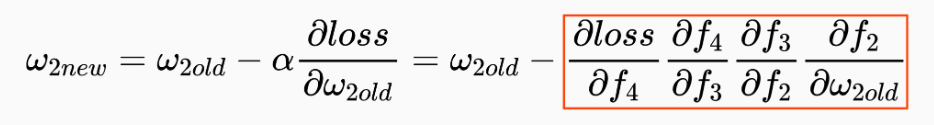 ω₂ₙₑw = ω₂ₒₗd − α ∂loss/∂ω₂ₒₗd = ω₂ₒₗd − ∂loss/∂f₄ ∂f₄/∂f₃ ∂f₃/∂f₂ ∂f₂/∂ω₂ₒₗd